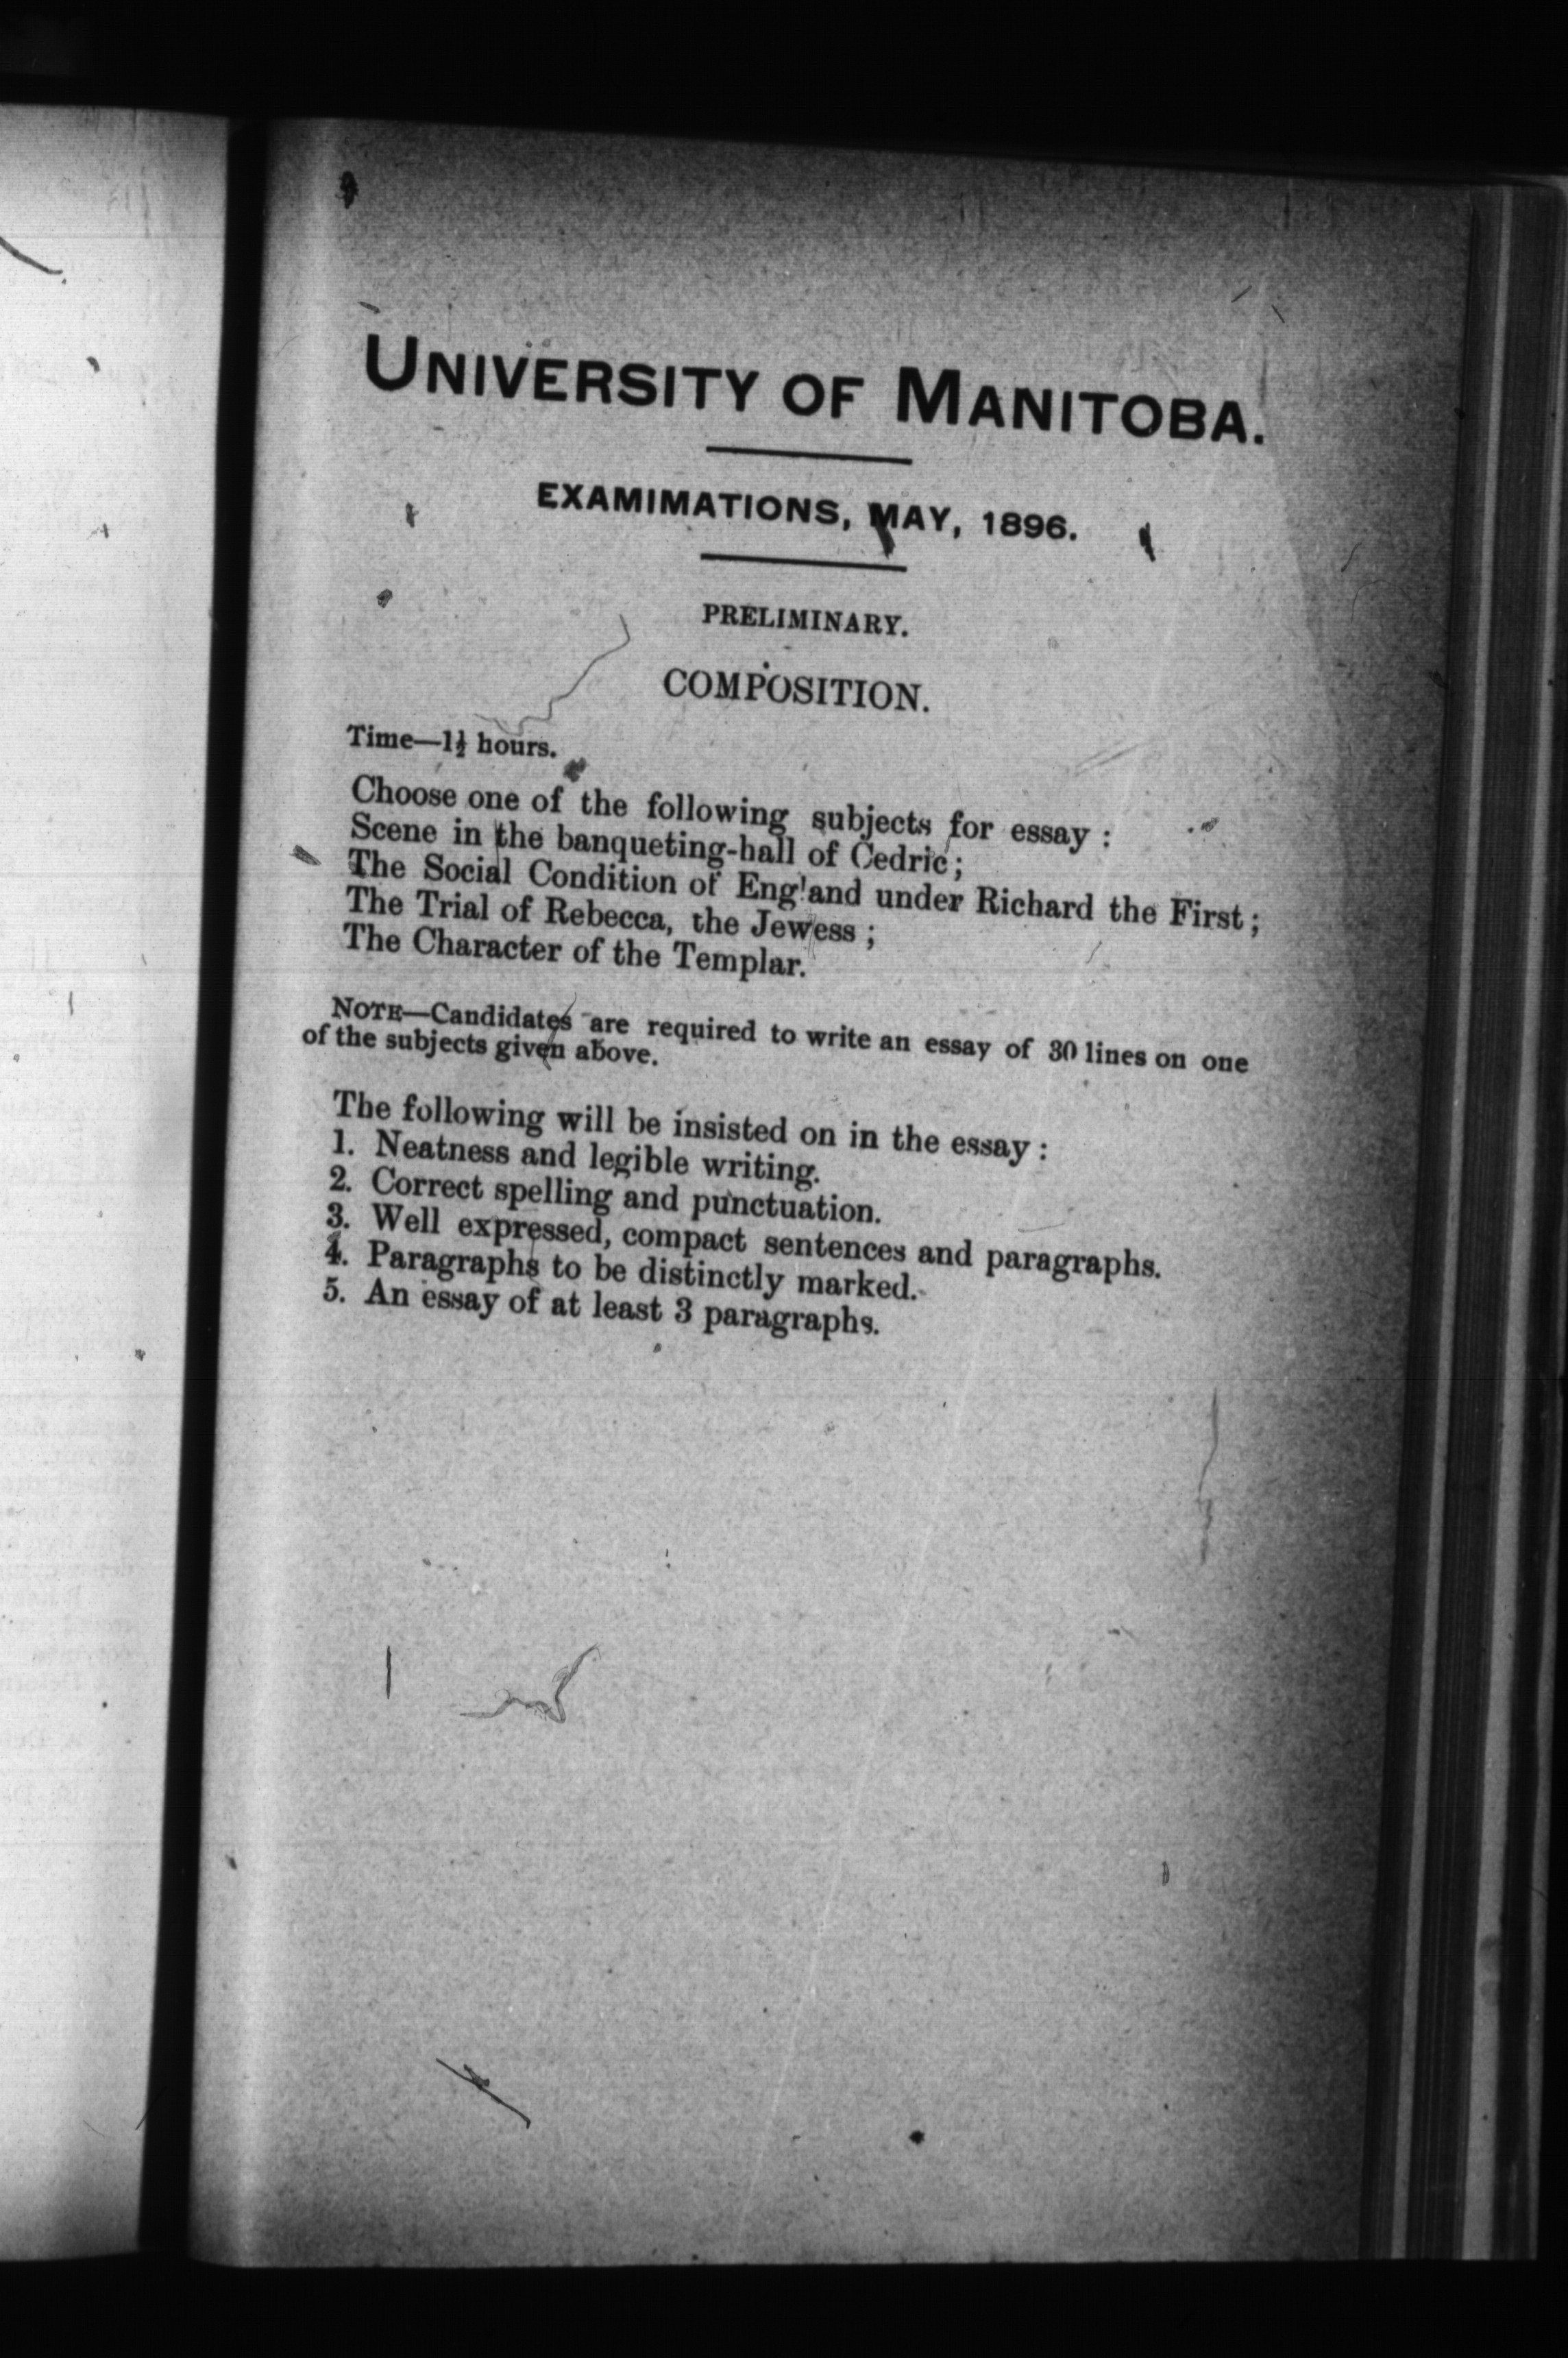 UNIVERSITY OF MANITOBA.
EXAMIMATIONS, MAY, 1896.
PRELIMINARY.
COMPOSITION.
Time—1½ hours.
Choose one of the following subjects for essay :
Scene in the banqueting-hall of Cedric;
The Social Condition of England under Richard the First;
The Trial of Rebecca, the Jewess ;
The Character of the Templar.
NOTE—Candidates are required to write an essay of 30 lines on one
of the subjects given above.
The following will be insisted on in the essay :
1. Neatness and legible writing.
2. Correct spelling and punctuation.
3. Well expressed, compact sentences and paragraphs.
4. Paragraphs to be distinctly marked.
5. An essay of at least 3 paragraphs.